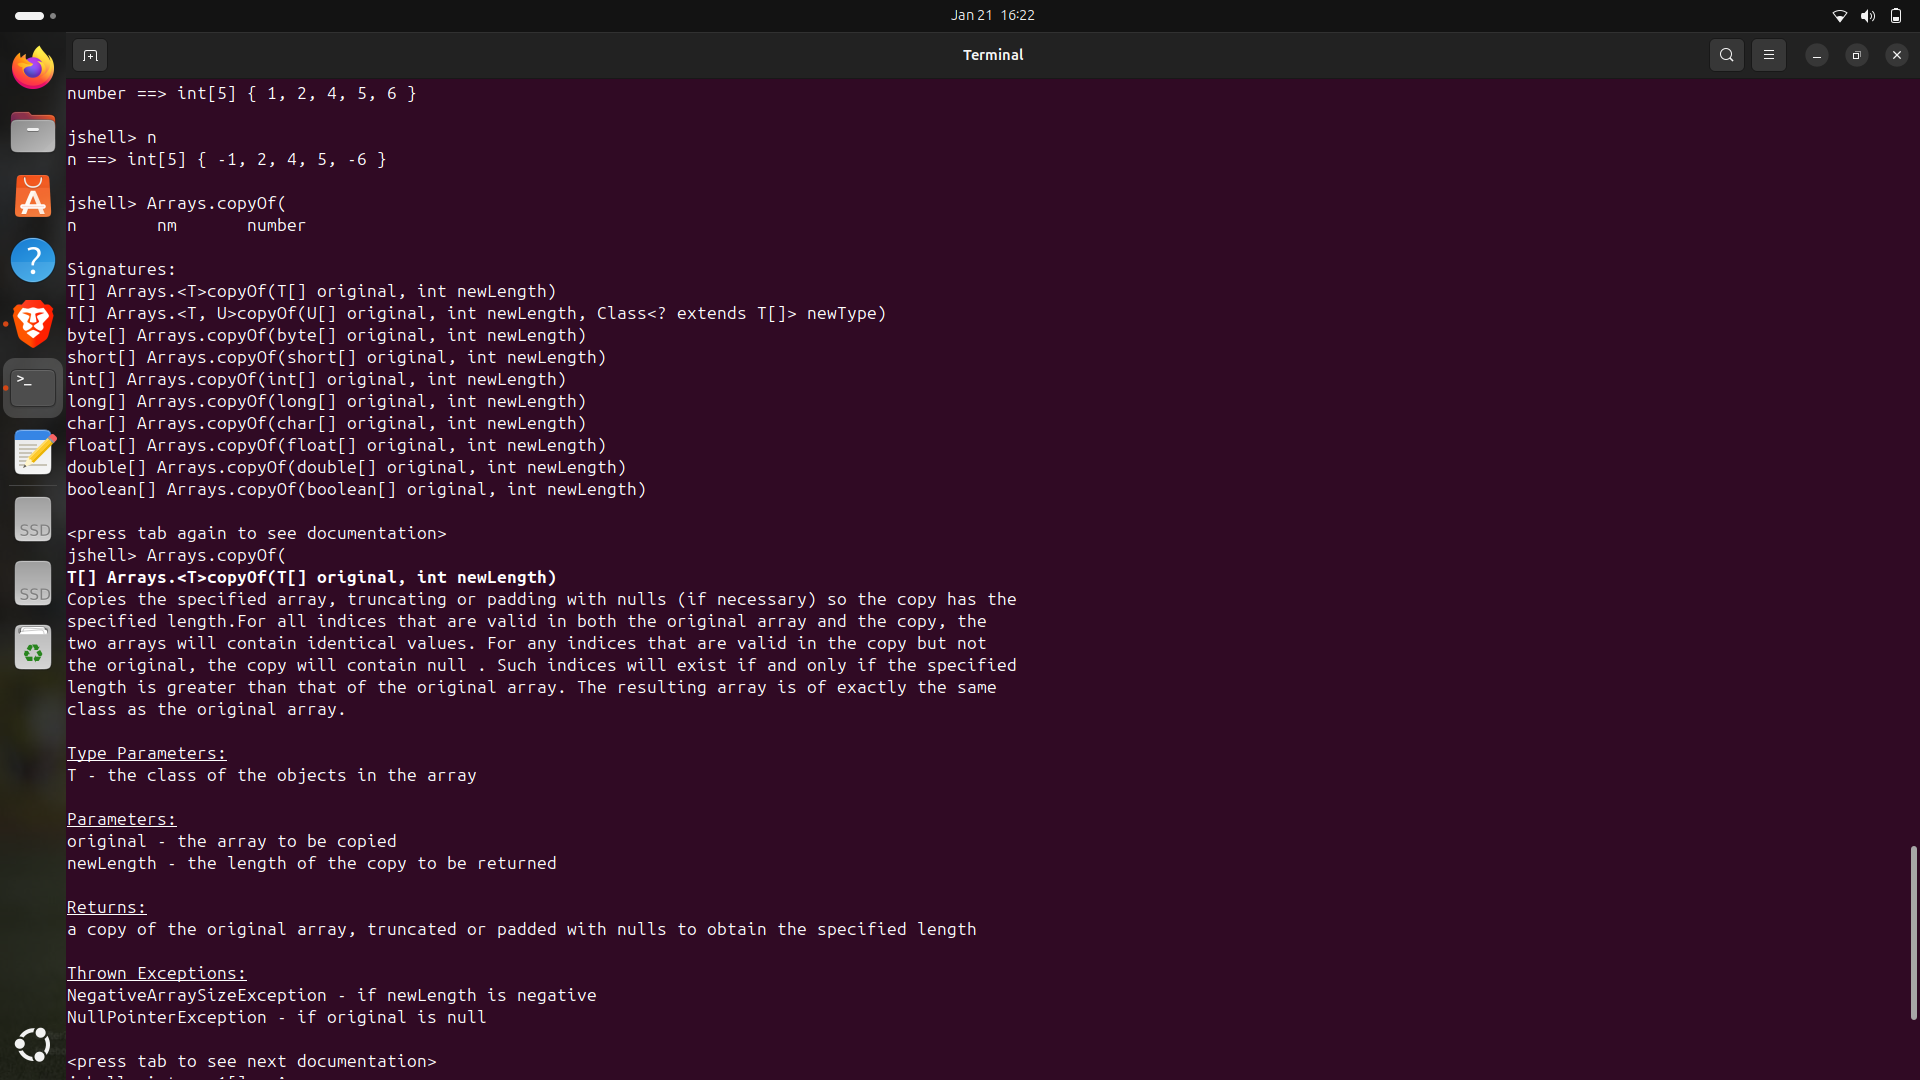 Jan 21 16:22
Terminal
number ==> int[5] { 1, 2, 4, 5, 6 }
jshell> n
n ==> int[5] { -1, 2, 4, 5, -6 }
jshell> Arrays.copyOf(
n nm number
Signatures:
T[] Arrays.<T>copyOf(T[] original, int newLength)
T[] Arrays.<T, U>copyOf(U[] original, int newLength, Class<? extends T[]> newType)
byte[] Arrays.copyOf(byte[] original, int newLength)
short[] Arrays.copyOf(short[] original, int newLength)
int[] Arrays.copyOf(int[] original, int newLength)
long[] Arrays.copyOf(long[] original, int newLength)
char[] Arrays.copyOf(char[] original, int newLength)
float[] Arrays.copyOf(float[] original, int newLength)
double[] Arrays.copyOf(double[] original, int newLength)
boolean[] Arrays.copyOf(boolean[] original, int newLength)
<press tab again to see documentation>
jshell> Arrays.copyOf(
T[] Arrays.<T>copyOf(T[] original, int newLength)
Copies the specified array, truncating or padding with nulls (if necessary) so the copy has the
specified length.For all indices that are valid in both the original array and the copy, the
two arrays will contain identical values. For any indices that are valid in the copy but not
the original, the copy will contain null . Such indices will exist if and only if the specified
length is greater than that of the original array. The resulting array is of exactly the same
class as the original array.
Type Parameters:
T - the class of the objects in the array
Parameters:
original - the array to be copied
newLength - the length of the copy to be returned
Returns:
a copy of the original array, truncated or padded with nulls to obtain the specified length
Thrown Exceptions:
NegativeArraySizeException - if newLength is negative
NullPointerException - if original is null
<press tab to see next documentation>
SSD
SSD